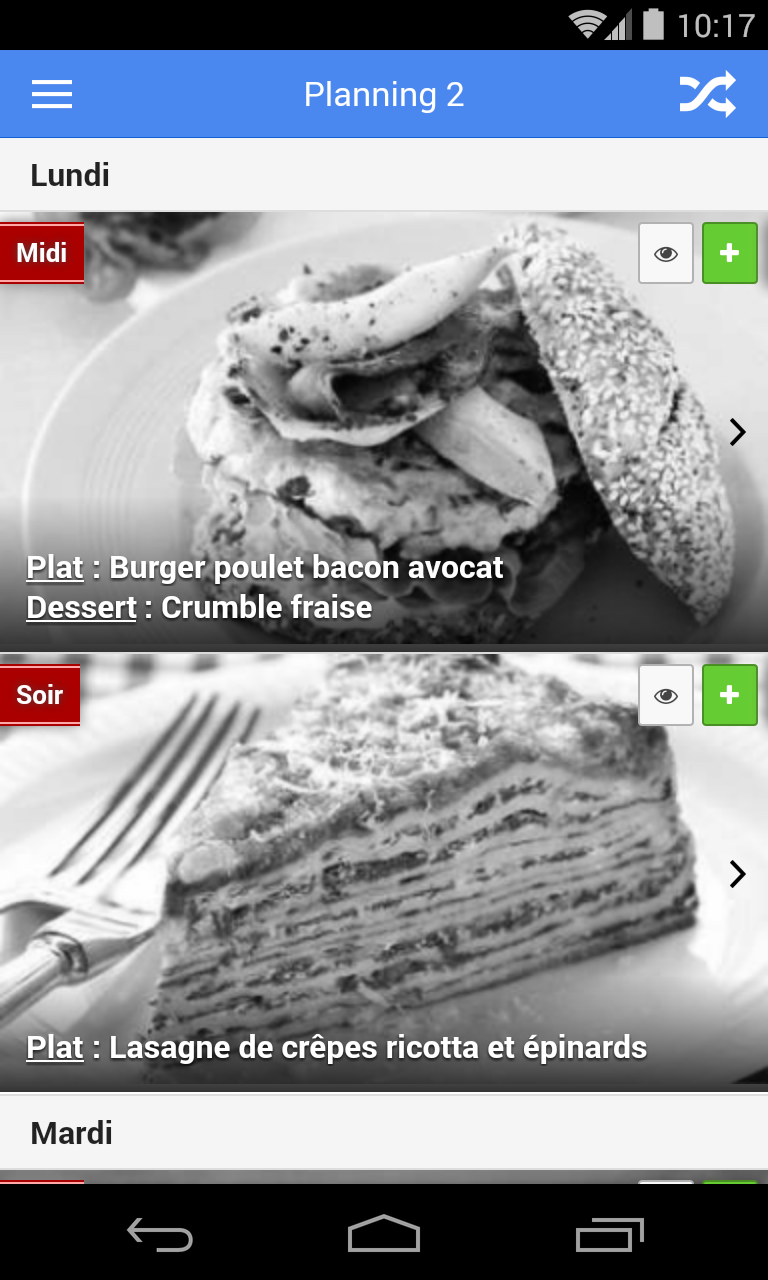 10:17
Planning 2
Lundi
Midi
Plat : Burger poulet bacon avocat
Dessert : Crumble fraise
Soir
Plat : Lasagne de crêpes ricotta et épinards
Mardi